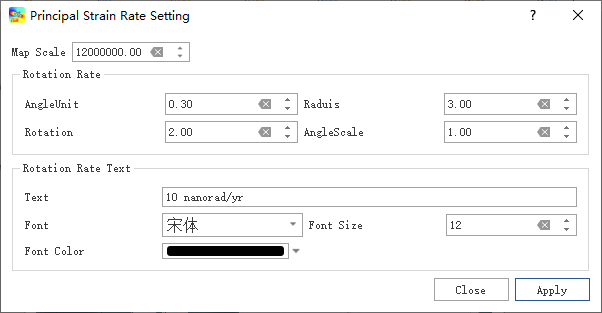 Principal Strain Rate Setting
Map Scale 12000000.00
Rotation Rate
AngleUnit 0.30 Raduis 3.00
Rotation 2.00 AngleScale 1.00
Rotation Rate Text
Text 10 nanorad/yr
Font 宋体 Font Size 12
Font Color
Close Apply